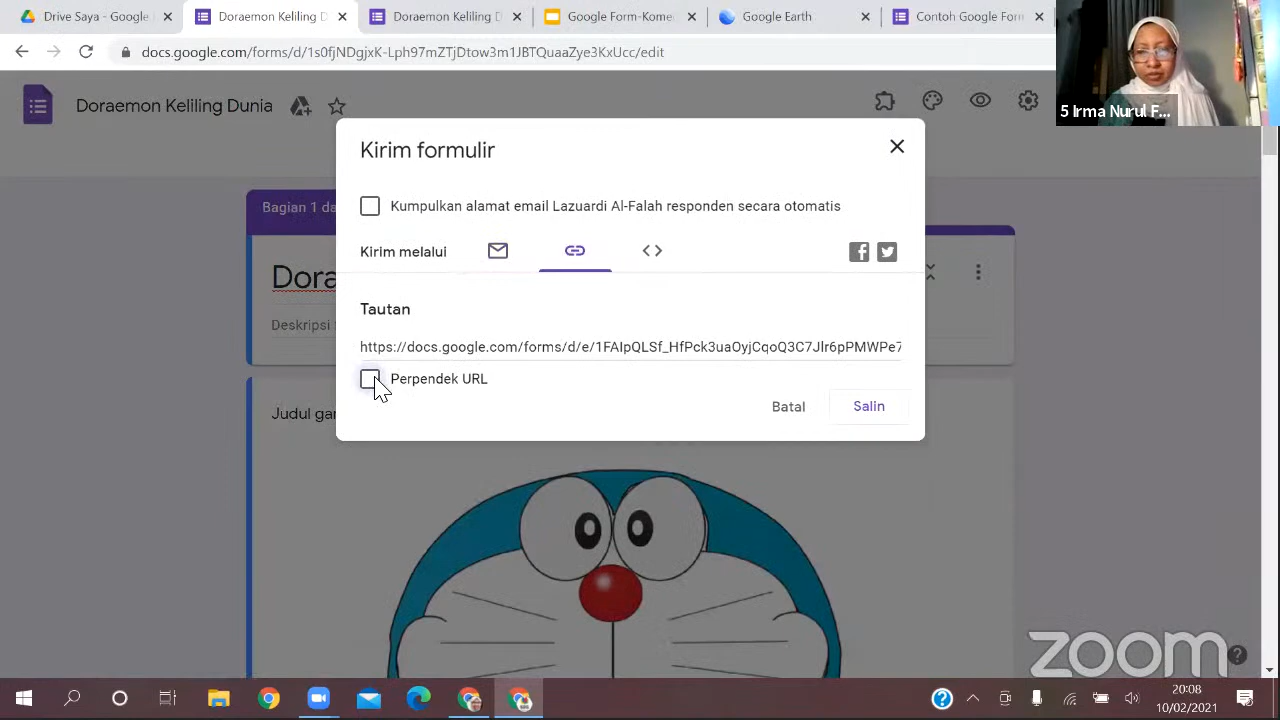 Drive Saya - Google
Doraemon Keliling D
Doraemon Keliling D
Google Form-Kome
Google Earth
Contoh Google Form
docs.google.com/forms/d/1s0fjNDgjxK-Lph97mZTjDtow3m1JBTQuaaZye3KxUcc/edit
5 Irma Nurul F...
Doraemon Keliling Dunia
Kirim formulir
Bagian 1 da
Kumpulkan alamat email Lazuardi Al-Falah responden secara otomatis
Kirim melalui
Dora
Deskripsi
Tautan
https://docs.google.com/forms/d/e/1FAIpQLSf_HfPck3uaOyjCqoQ3C7Jlr6pPMWPe7
Perpendek URL
Judul gar
Batal
Salin
zoom
20:08
10/02/2021